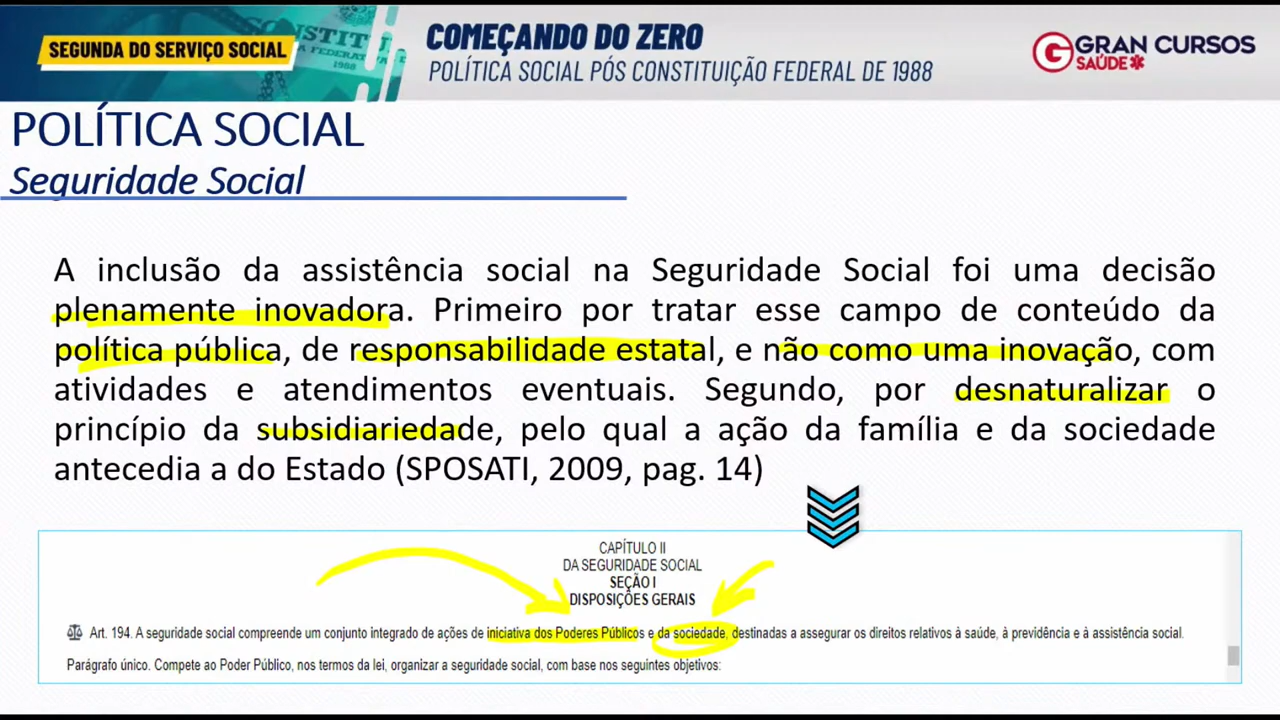 SEGUNDA DO SERVIÇO SOCIAL
COMEÇANDO DO ZERO
POLÍTICA SOCIAL PÓS CONSTITUIÇÃO FEDERAL DE 1988
GRAN CURSOS
SAÚDE
POLÍTICA SOCIAL
Seguridade Social
A inclusão da assistência social na Seguridade Social foi uma decisão
plenamente inovadora. Primeiro por tratar esse campo de conteúdo da
política pública, de responsabilidade estatal, e não como uma inovação, com
atividades e atendimentos eventuais. Segundo, por desnaturalizar o
princípio da subsidiariedade, pelo qual a ação da família e da sociedade
antecedia a do Estado (SPOSATI, 2009, pag. 14)
CAPÍTULO II
DA SEGURIDADE SOCIAL
SEÇÃO I
DISPOSIÇÕES GERAIS
Art. 194. A seguridade social compreende um conjunto integrado de ações de iniciativa dos Poderes Públicos e da sociedade, destinadas a assegurar os direitos relativos à saúde, à previdência e à assistência social.
Parágrafo único. Compete ao Poder Público, nos termos da lei, organizar a seguridade social, com base nos seguintes objetivos: